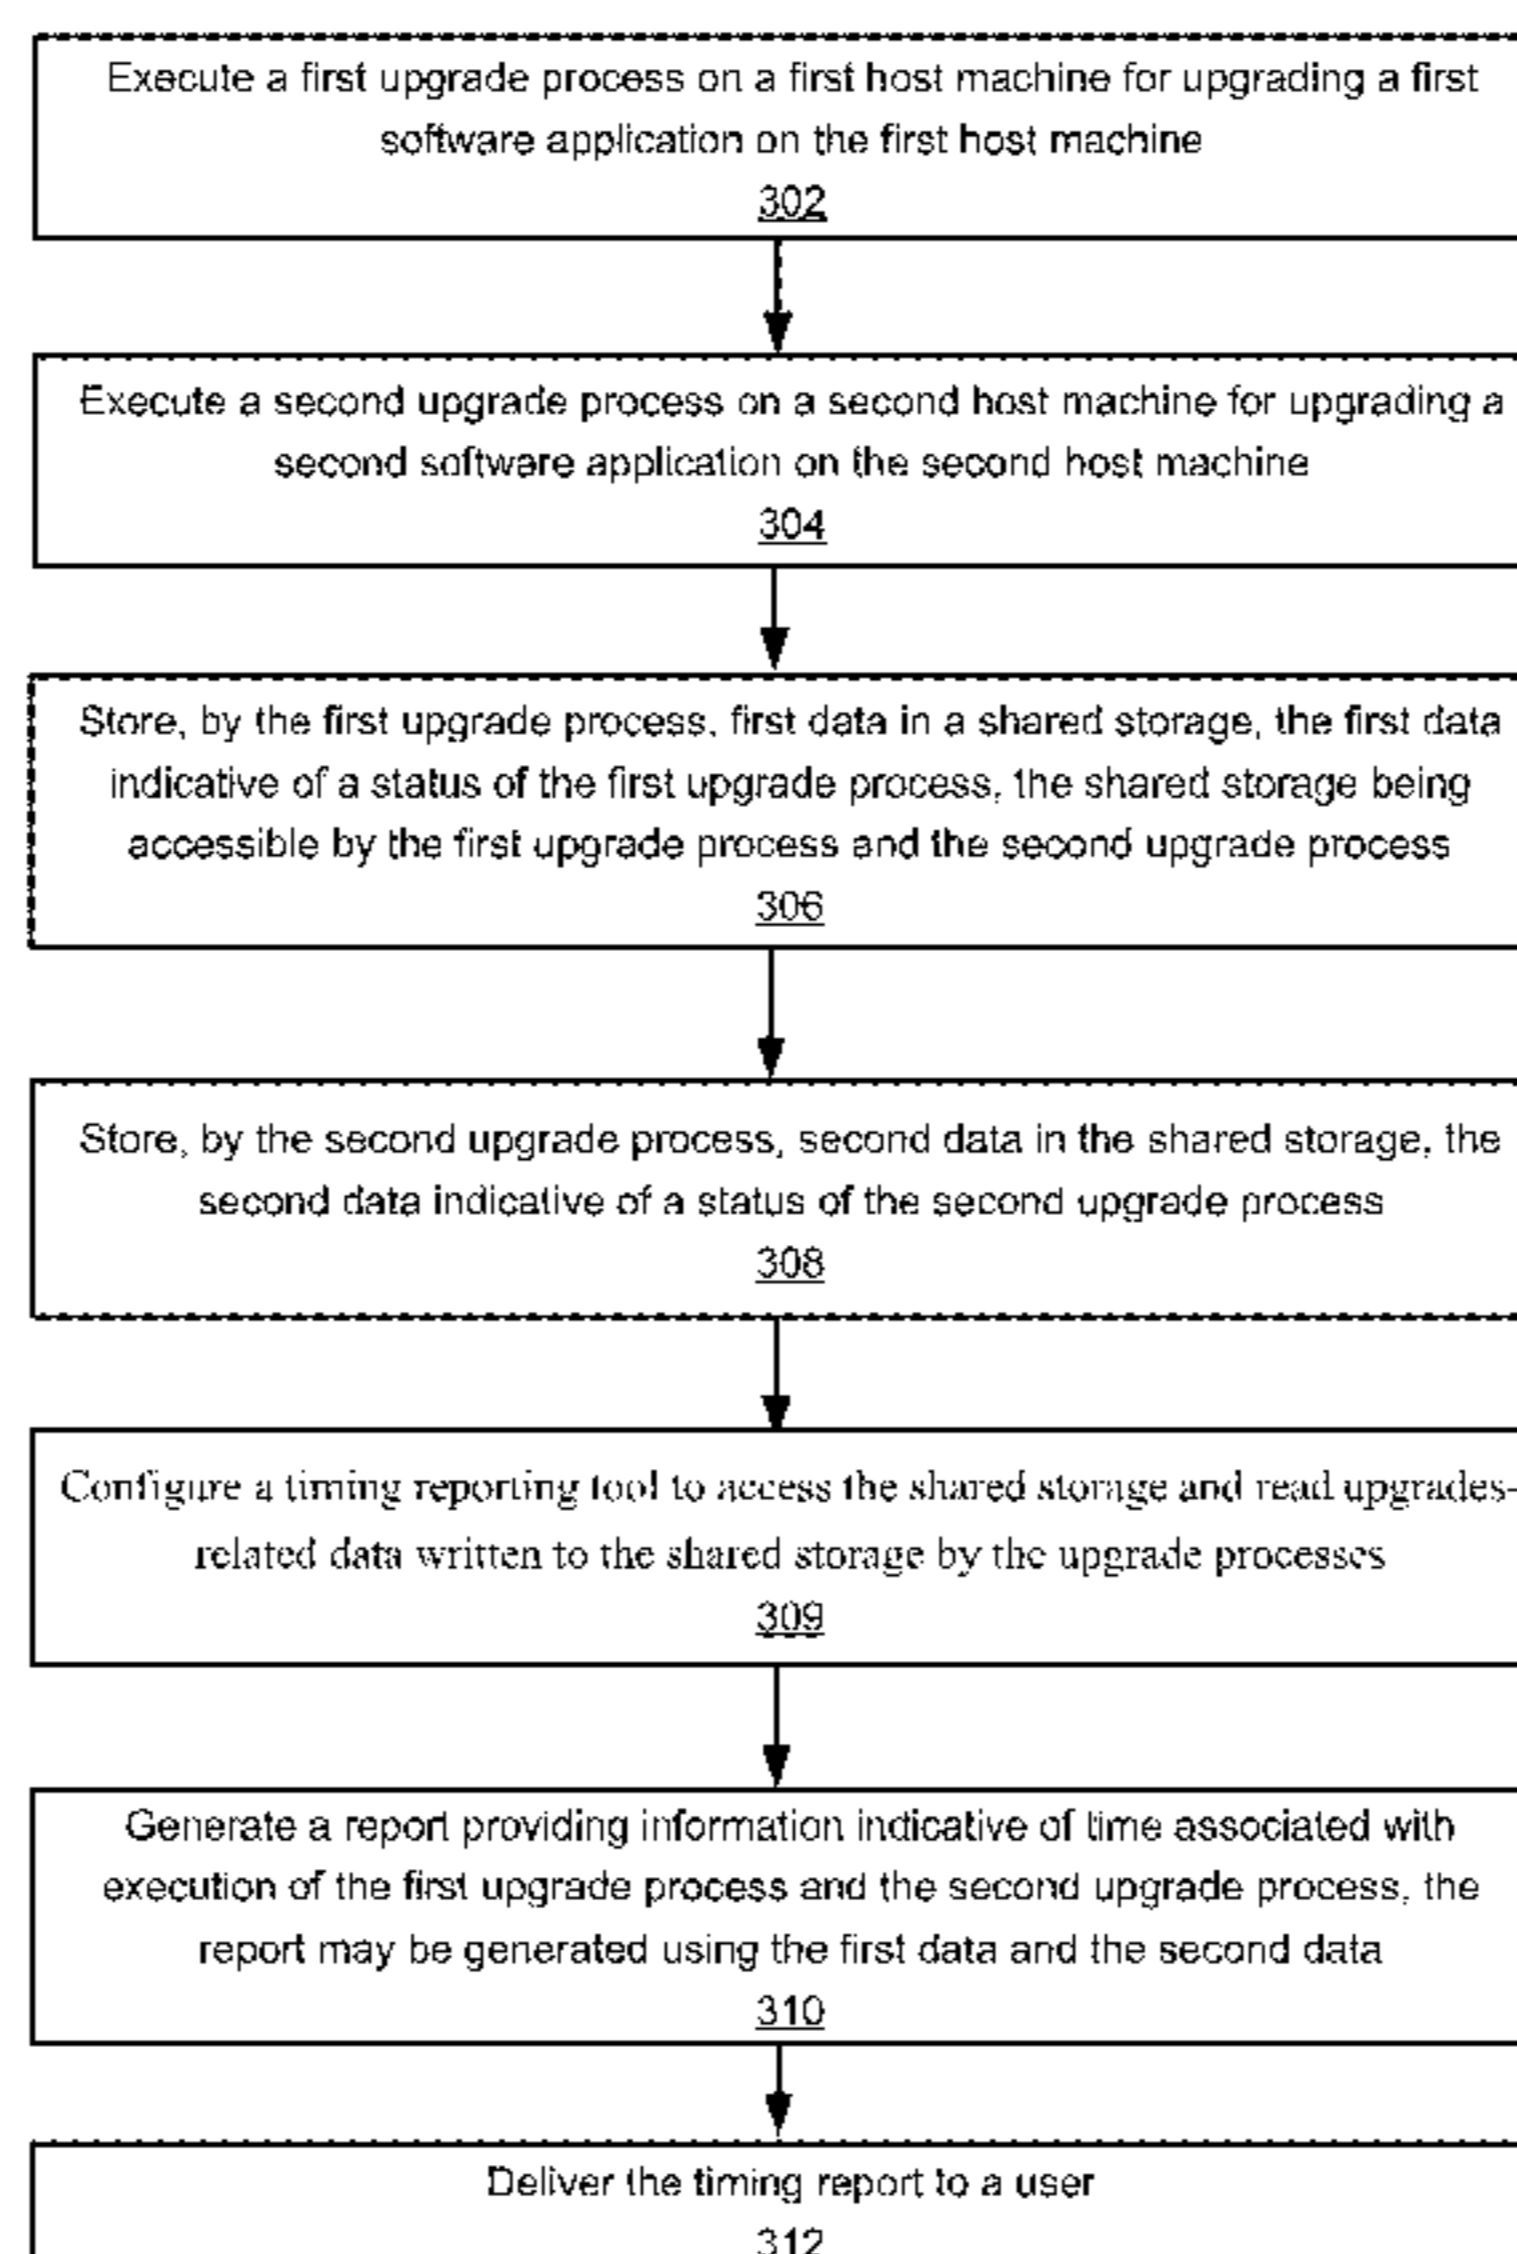 Execute a first upgrade process on a first host machine for upgrading a first
software application on the first host machine
302
Execute a second upgrade process on a second host machine for upgrading a
second software application on the second host machine
304
Store, by the first upgrade process, first data in a shared storage, the first data
indicative of a status of the first upgrade process, the shared storage being
accessible by the first upgrade process and the second upgrade process
306
Store, by the second upgrade process, second data in the shared storage, the
second data indicative of a status of the second upgrade process
308
Configure a timing reporting tool to access the shared storage and read upgrades-
related data written to the shared storage by the upgrade processes
309
Generate a report providing information indicative of time associated with
execution of the first upgrade process and the second upgrade process, the
report may be generated using the first data and the second data
310
Deliver the timing report to a user
312